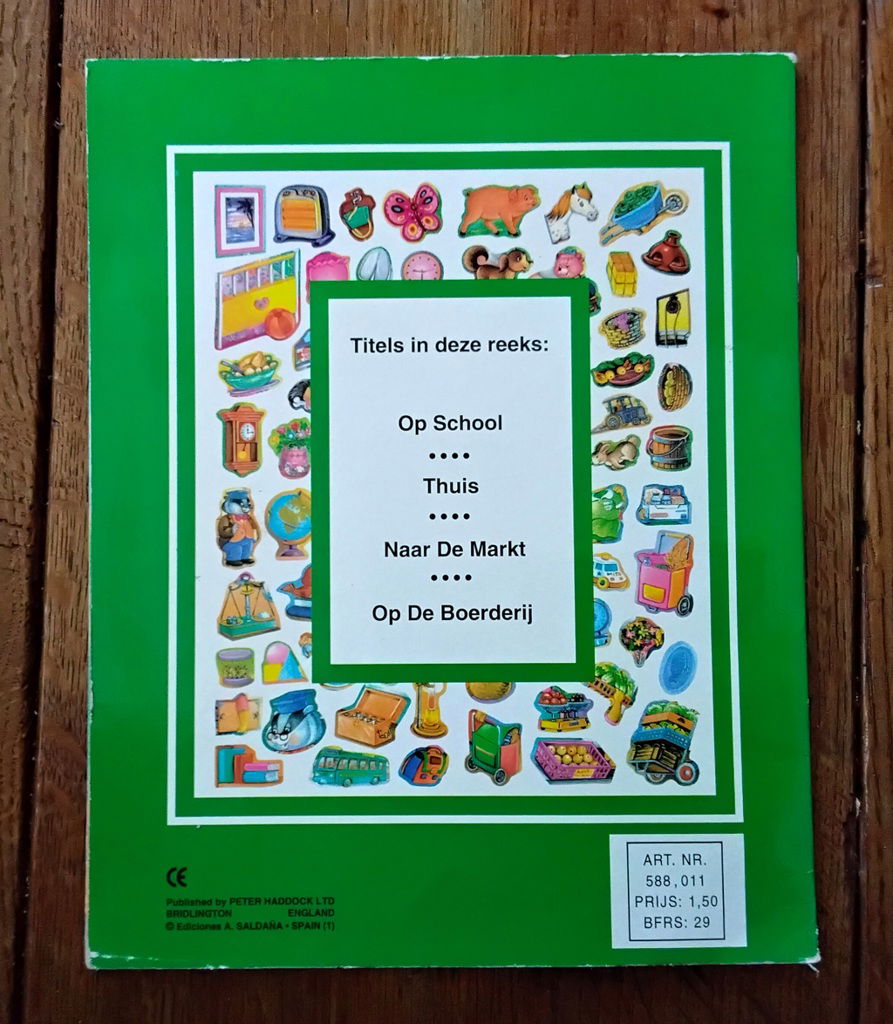 Titels in deze reeks:
Op School
••••
Thuis
••••
Naar De Markt
••••
Op De Boerderij
CE
Published by PETER HADDOCK LTD
BRIDLINGTON ENGLAND
© Ediciones A. SALDAÑA • SPAIN (1)
ART. NR.
588,011
PRIJS: 1,50
BFRS: 29